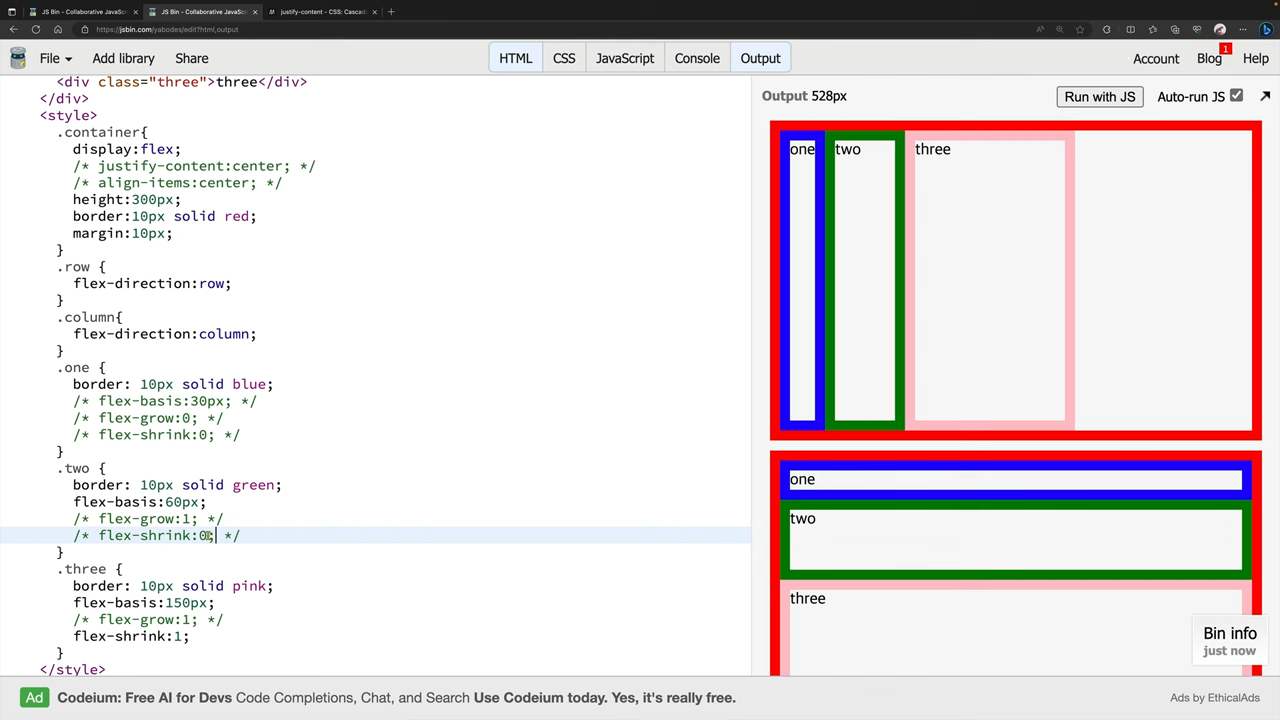 JS Bin - Collaborative JavaScrip
JS Bin - Collaborative JavaScrip
justify-content - CSS: Cascad
https://jsbin.com/yabodes/edit?html,output
File
Add library
Share
HTML
CSS
JavaScript
Console
Output
Account
Blog
1
Help
<div class="three">three</div>
</div>
<style>
.container{
display:flex;
/* justify-content:center; */
/* align-items:center; */
height:300px;
border:10px solid red;
margin:10px;
}
.row {
flex-direction:row;
}
.column{
flex-direction:column;
}
.one {
border: 10px solid blue;
/* flex-basis:30px; */
/* flex-grow:0; */
/* flex-shrink:0; */
}
.two {
border: 10px solid green;
flex-basis:60px;
/* flex-grow:1; */
/* flex-shrink:0; */
}
.three {
border: 10px solid pink;
flex-basis:150px;
/* flex-grow:1; */
flex-shrink:1;
}
</style>
Output 528px
Run with JS
Auto-run JS
one
two
three
one
two
three
Bin info
just now
Ad
Codeium: Free AI for Devs Code Completions, Chat, and Search Use Codeium today. Yes, it's really free.
Ads by EthicalAds